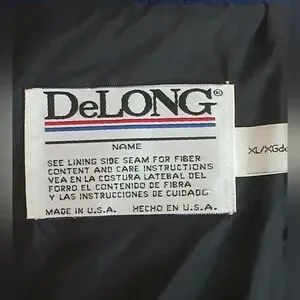 DeLONG®
NAME
SEE LINING SIDE SEAM FOR FIBER
CONTENT AND CARE INSTRUCTIONS
VEA EN LA COSTURA LATEBAL DEL
FORRO EL CONTENIDO DE FIBRA
Y LAS INSTRUCCIONES DE CUIDADO
MADE IN U.S.A. HECHO EN U.S.A.
XL/XGde